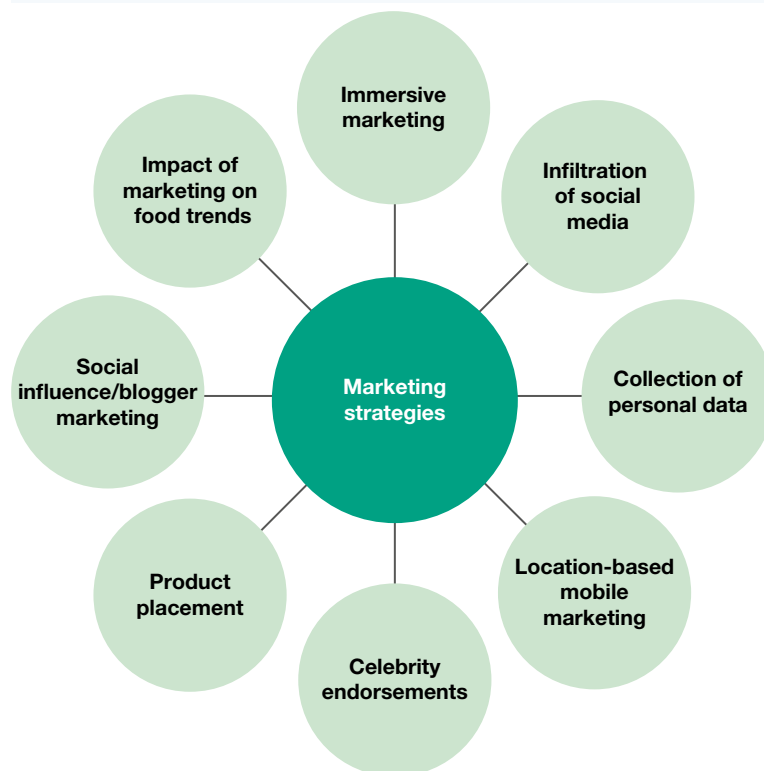 Immersive
marketing
Infiltration
of social
media
Collection of
personal data
Location-based
mobile
marketing
Celebrity
endorsements
Product
placement
Social
influence/blogger
marketing
Impact of
marketing on
food trends
Marketing
strategies